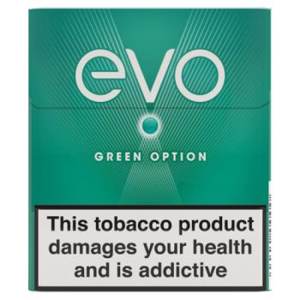 evo
GREEN OPTION
This tobacco product
damages your health
and is addictive